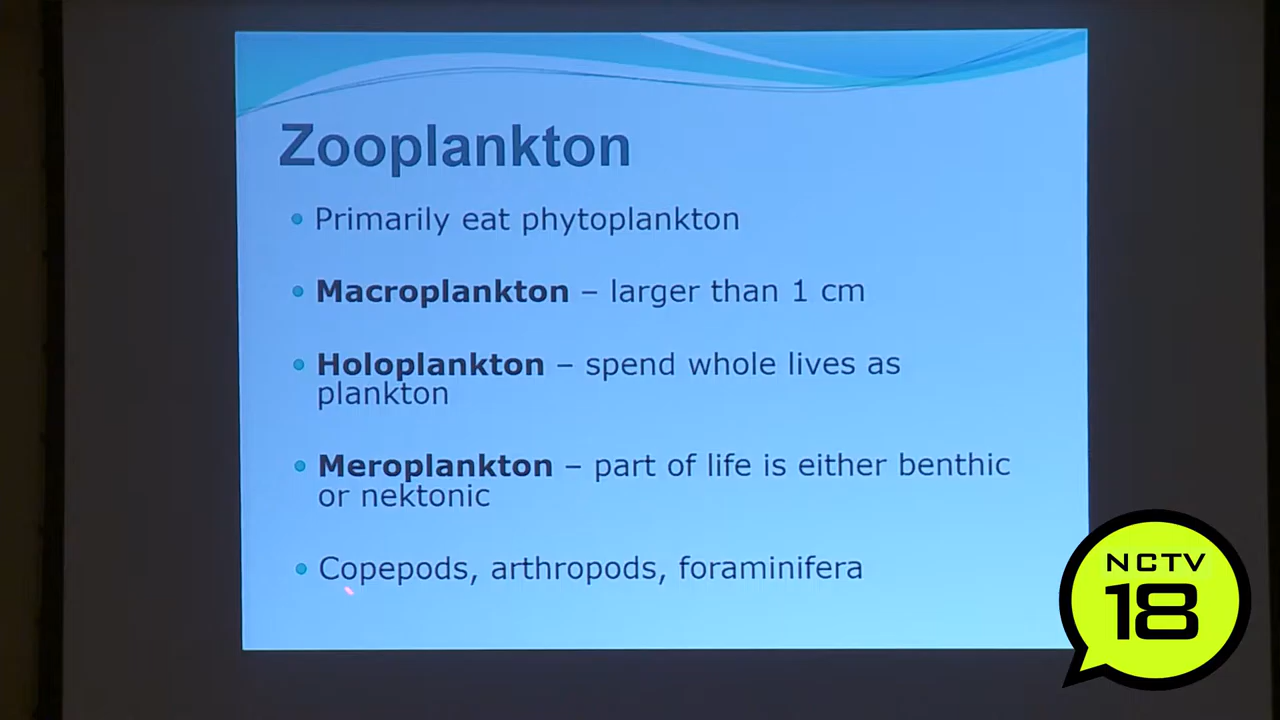 Zooplankton
Primarily eat phytoplankton
Macroplankton – larger than 1 cm
Holoplankton – spend whole lives as
plankton
Meroplankton – part of life is either benthic
or nektonic
Copepods, arthropods, foraminifera
NCTV
18